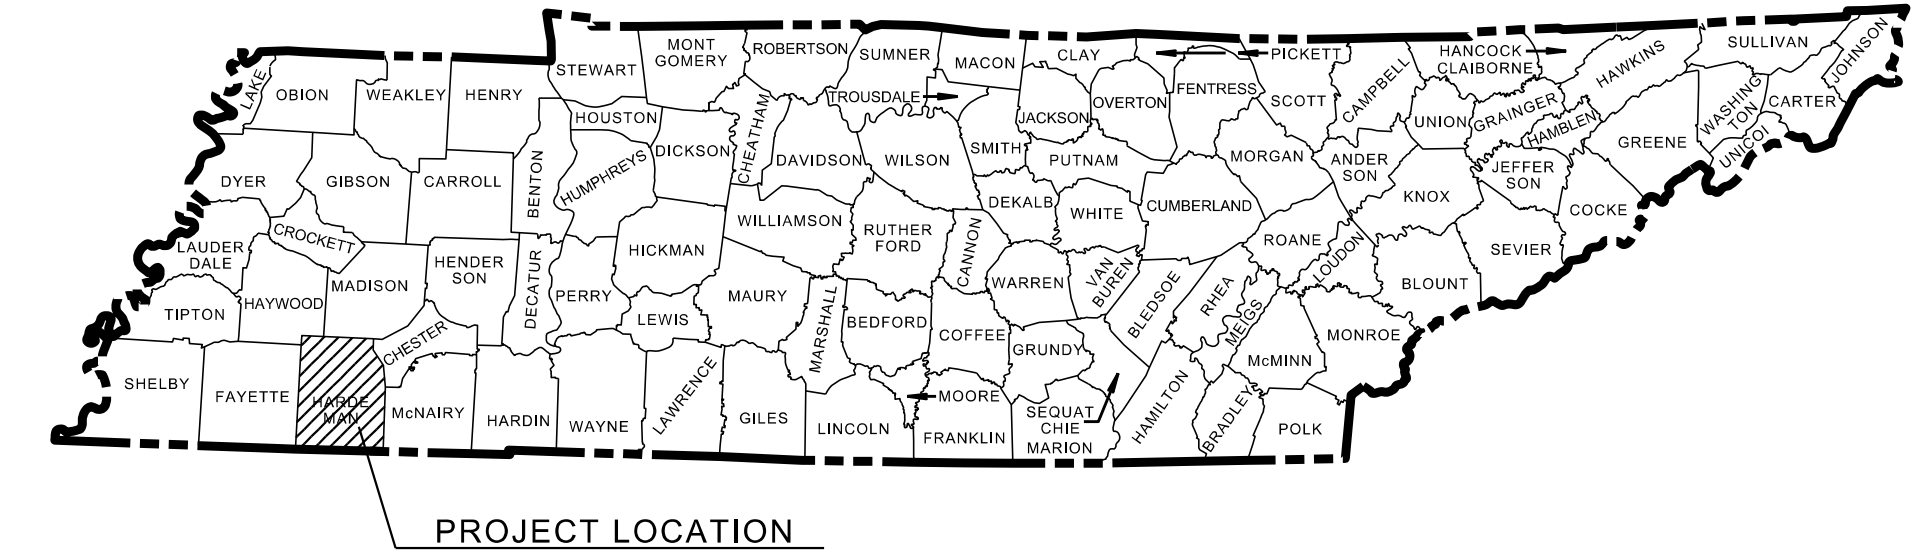 LAKE
OBION
WEAKLEY
HENRY
STEWART
MONT
GOMERY
ROBERTSON
SUMNER
MACON
CLAY
PICKETT
HANCOCK
CLAIBORNE
HAWKINS
SULLIVAN
JOHNSON
TROUSDALE
HOUSTON
CHEATHAM
JACKSON
OVERTON
FENTRESS
SCOTT
CAMPBELL
UNION
GRAINGER
HAMBLEN
WASHING
TON
CARTER
UNICOI
GREENE
DYER
GIBSON
CARROLL
BENTON
HUMPHREYS
DICKSON
DAVIDSON
WILSON
SMITH
PUTNAM
MORGAN
ANDER
SON
KNOX
JEFFER
SON
COCKE
LAUDER
DALE
CROCKETT
WILLIAMSON
RUTHER
FORD
CANNON
DEKALB
WHITE
CUMBERLAND
ROANE
LOUDON
SEVIER
BLOUNT
TIPTON
HAYWOOD
MADISON
HENDER
SON
DECATUR
PERRY
HICKMAN
LEWIS
MAURY
MARSHALL
BEDFORD
COFFEE
WARREN
VAN
BUREN
BLEDSOE
RHEA
MEIGS
MONROE
McMINN
GRUNDY
CHESTER
SHELBY
FAYETTE
HARDE
MAN
McNAIRY
HARDIN
WAYNE
LAWRENCE
GILES
LINCOLN
MOORE
FRANKLIN
SEQUAT
CHIE
MARION
HAMILTON
BRADLEY
POLK
PROJECT LOCATION